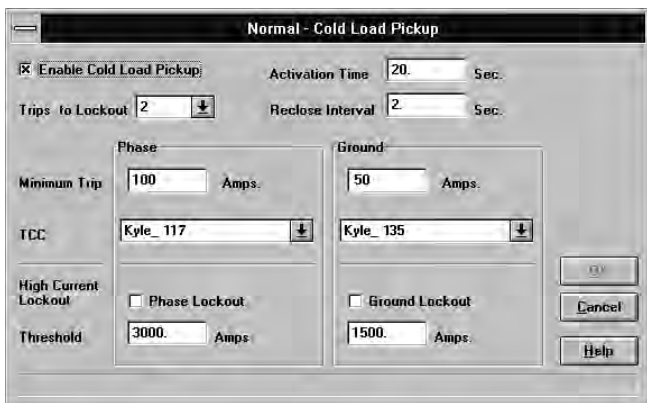 Normal - Cold Load Pickup
Enable Cold Load Pickup
Activation Time 20. Sec.
Trips to Lockout 2
Reclose Interval 2. Sec.
Phase
Ground
Minimum Trip 100 Amps. 50 Amps.
TCC Kyle_ 117 Kyle_ 135
High Current
Lockout
Phase Lockout
Ground Lockout
Threshold 3000. Amps 1500. Amps.
Cancel
Help